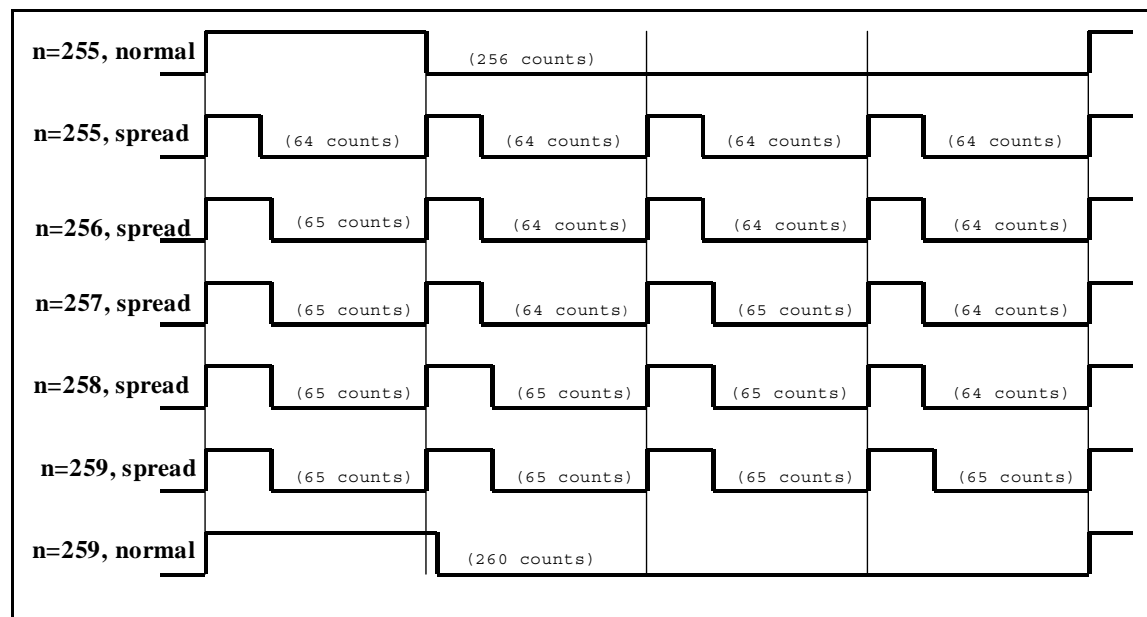 n=255, normal
(256 counts)
n=255, spread
(64 counts) (64 counts) (64 counts) (64 counts)
n=256, spread
(65 counts) (64 counts) (64 counts) (64 counts)
n=257, spread
(65 counts) (64 counts) (65 counts) (64 counts)
n=258, spread
(65 counts) (65 counts) (65 counts) (64 counts)
n=259, spread
(65 counts) (65 counts) (65 counts) (65 counts)
n=259, normal
(260 counts)